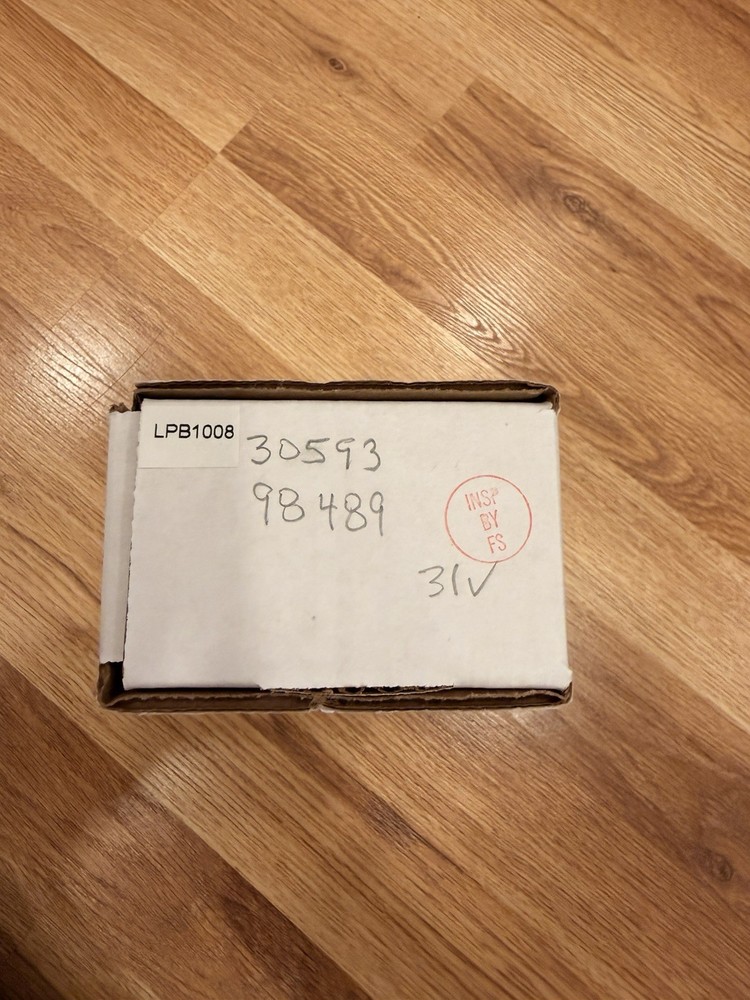 LPB1008
30593
98489
INSP
BY
FS
31✓